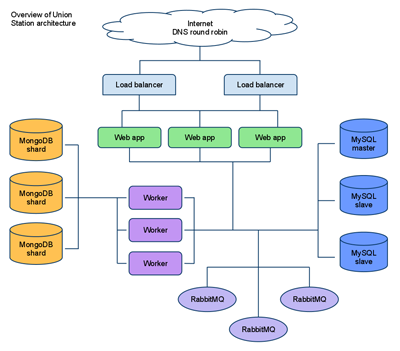 Overview of Union
Station architecture
Internet
DNS round robin
Load balancer
Load balancer
Web app
Web app
Web app
MongoDB
shard
MySQL
master
MongoDB
shard
Worker
MySQL
slave
Worker
MongoDB
shard
Worker
MySQL
slave
RabbitMQ
RabbitMQ
RabbitMQ